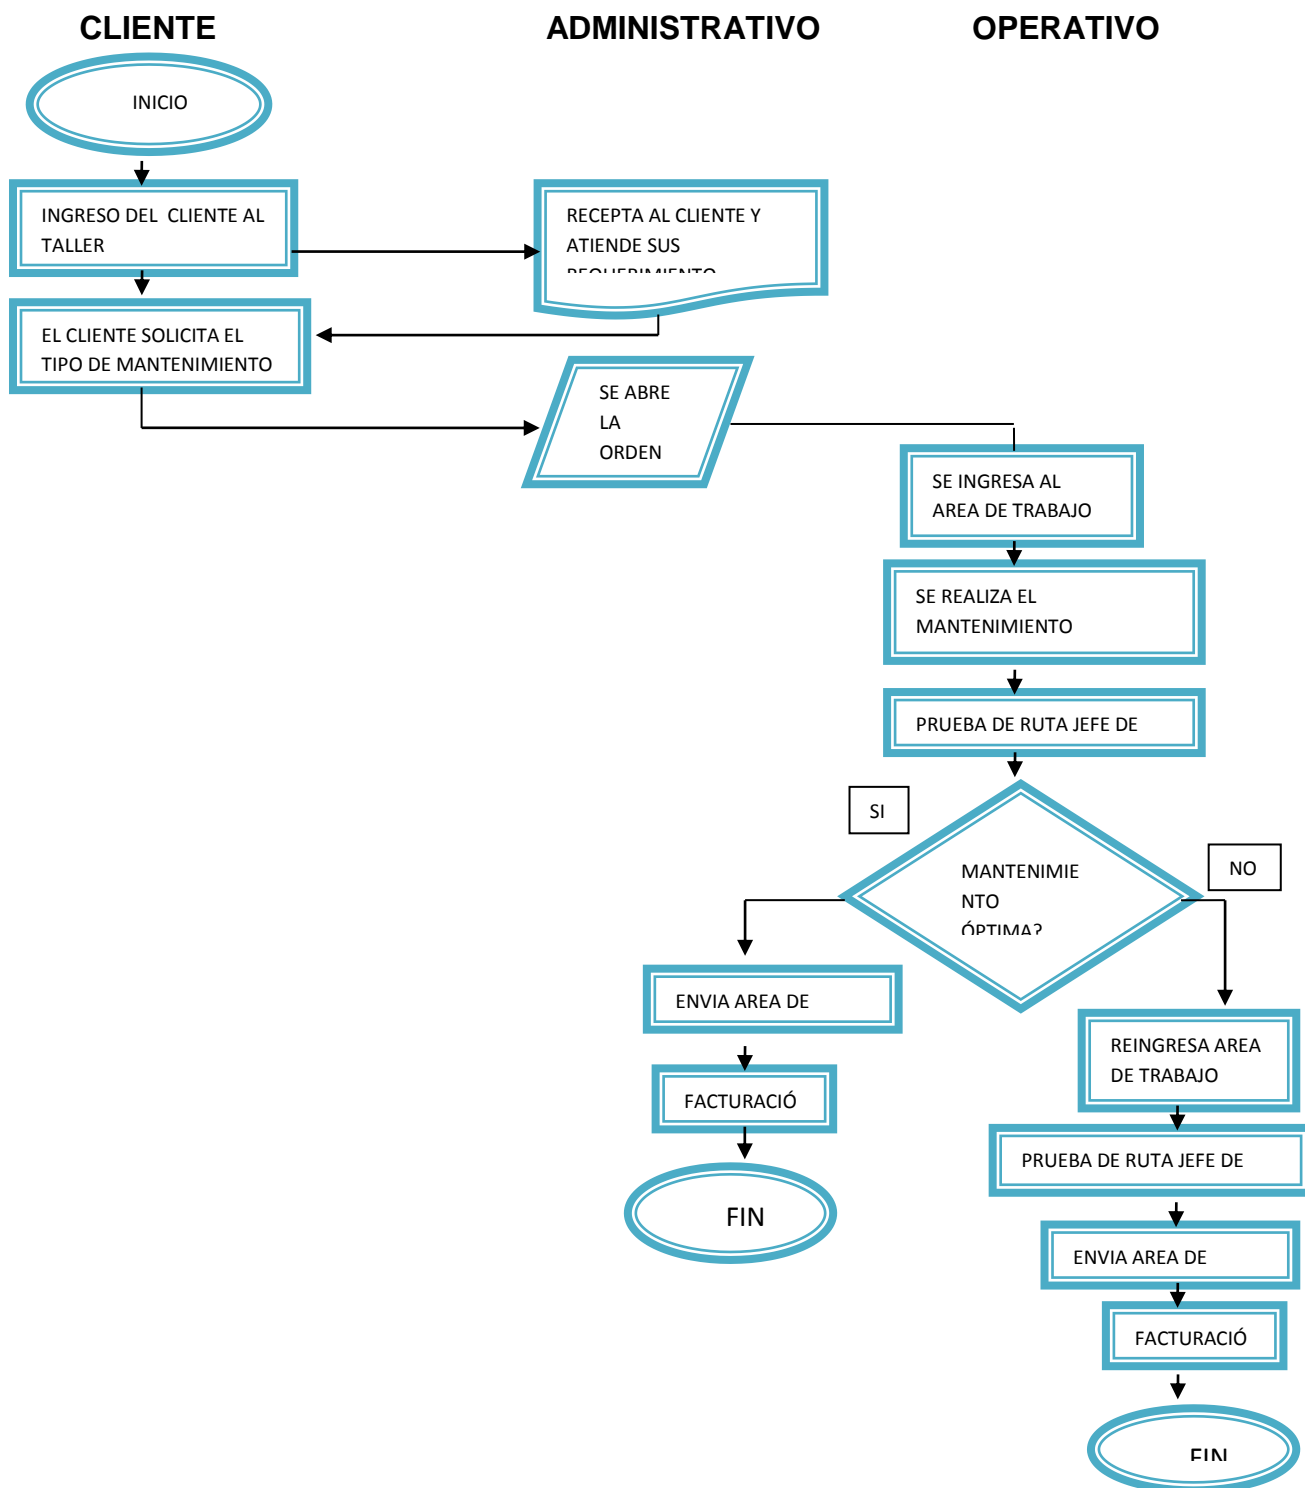 CLIENTE
ADMINISTRATIVO
OPERATIVO
INICIO
INGRESO DEL CLIENTE AL
TALLER
RECEPTA AL CLIENTE Y
ATIENDE SUS
REQUERIMIENTO
EL CLIENTE SOLICITA EL
TIPO DE MANTENIMIENTO
SE ABRE
LA
ORDEN
SE INGRESA AL
AREA DE TRABAJO
SE REALIZA EL
MANTENIMIENTO
PRUEBA DE RUTA JEFE DE
SI
NO
MANTENIMIE
NTO
ÓPTIMA?
ENVIA AREA DE
FACTURACIÓ
FIN
REINGRESA AREA
DE TRABAJO
PRUEBA DE RUTA JEFE DE
ENVIA AREA DE
FACTURACIÓ
FIN